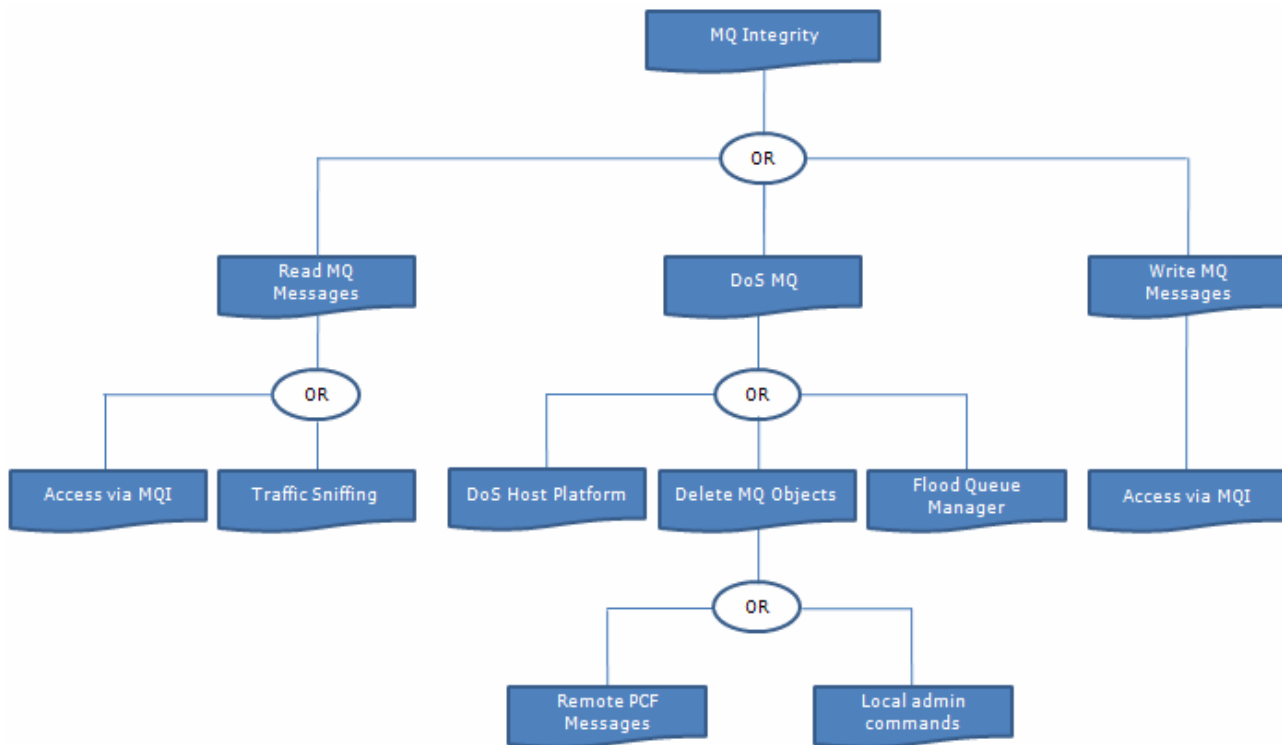 MQ Integrity
OR
Read MQ
Messages
DoS MQ
Write MQ
Messages
OR
OR
Access via MQI
Traffic Sniffing
DoS Host Platform
Delete MQ Objects
Flood Queue
Manager
Access via MQI
OR
Remote PCF
Messages
Local admin
commands